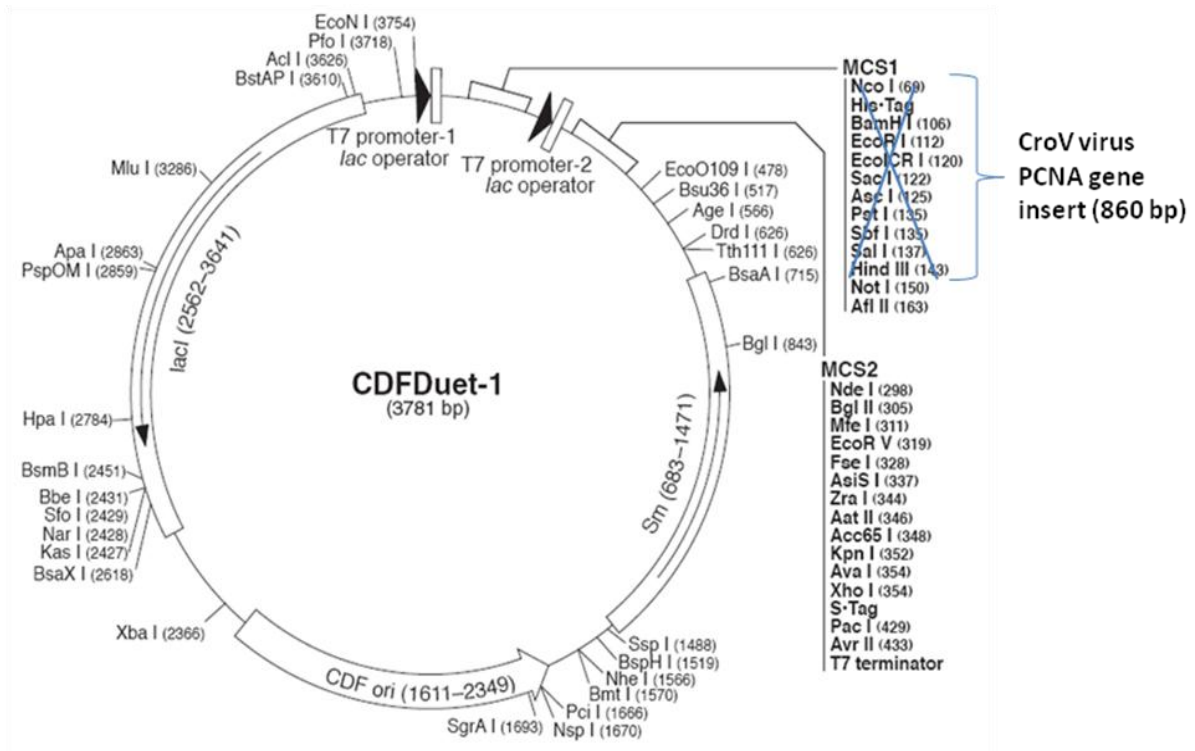 EcoN I (3754)
Pfo I (3718)
AcI I (3626)
BstAP I (3610)
T7 promoter-1
lac operator
T7 promoter-2
lac operator
MCS1
Nco I (69)
His•Tag
BamH I (106)
EcoR I (112)
EcoICR I (120)
Sac I (122)
Asc I (125)
Pst I (135)
Sbf I (135)
Sal I (137)
Hind III (143)
Not I (150)
Afl II (163)
CroV virus
PCNA gene
insert (860 bp)
EcoO109 I (478)
Bsu36 I (517)
Age I (566)
Drd I (626)
Tth111 I (626)
BsaA I (715)
Bgl I (843)
Mlu I (3286)
Apa I (2863)
PspOM I (2859)
lacI (2562–3641)
CDFDuet-1
(3781 bp)
Sm (683–1471)
MCS2
Nde I (298)
Bgl II (305)
Mfe I (311)
EcoR V (319)
Fse I (328)
AsiS I (337)
Zra I (344)
Aat II (346)
Acc65 I (348)
Kpn I (352)
Ava I (354)
Xho I (354)
S•Tag
Pac I (429)
Avr II (433)
T7 terminator
Hpa I (2784)
BsmB I (2451)
Bbe I (2431)
Sfo I (2429)
Nar I (2428)
Kas I (2427)
BsaX I (2618)
Xba I (2366)
CDF ori (1611–2349)
Ssp I (1488)
BspH I (1519)
Nhe I (1566)
Bmt I (1570)
Pci I (1666)
Nsp I (1670)
SgrA I (1693)